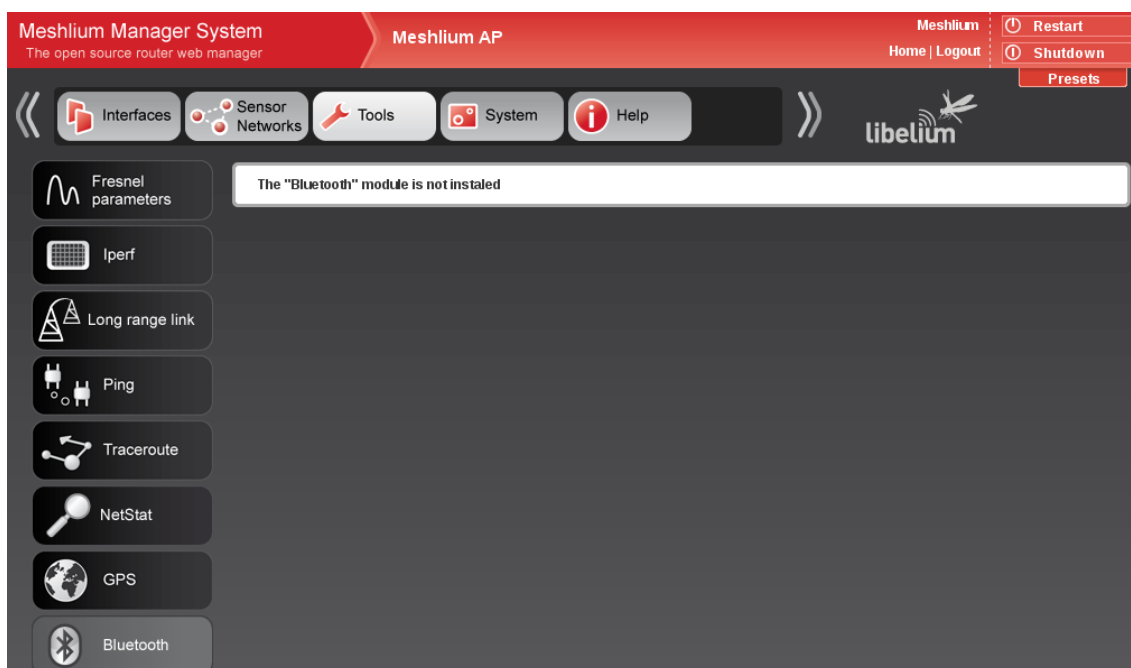 Meshlium Manager System
The open source router web manager
Meshlium AP
Meshlium
Home | Logout
Restart
Shutdown
Presets
Interfaces
Sensor
Networks
Tools
System
Help
libelium
Fresnel
parameters
The "Bluetooth" module is not instaled
Iperf
Long range link
Ping
Traceroute
NetStat
GPS
Bluetooth